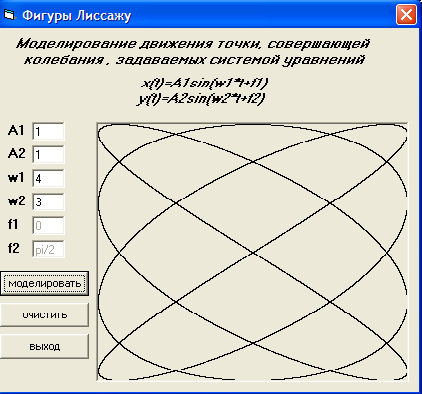 Фигуры Лиссажу
Моделирование движения точки, совершающей
колебания , задаваемых системой уравнений
x(t)=A1sin(w1*t+f1)
y(t)=A2sin(w2*t+f2)
A1 1
A2 1
w1 4
w2 3
f1 0
f2 pi/2
моделировать
очистить
выход